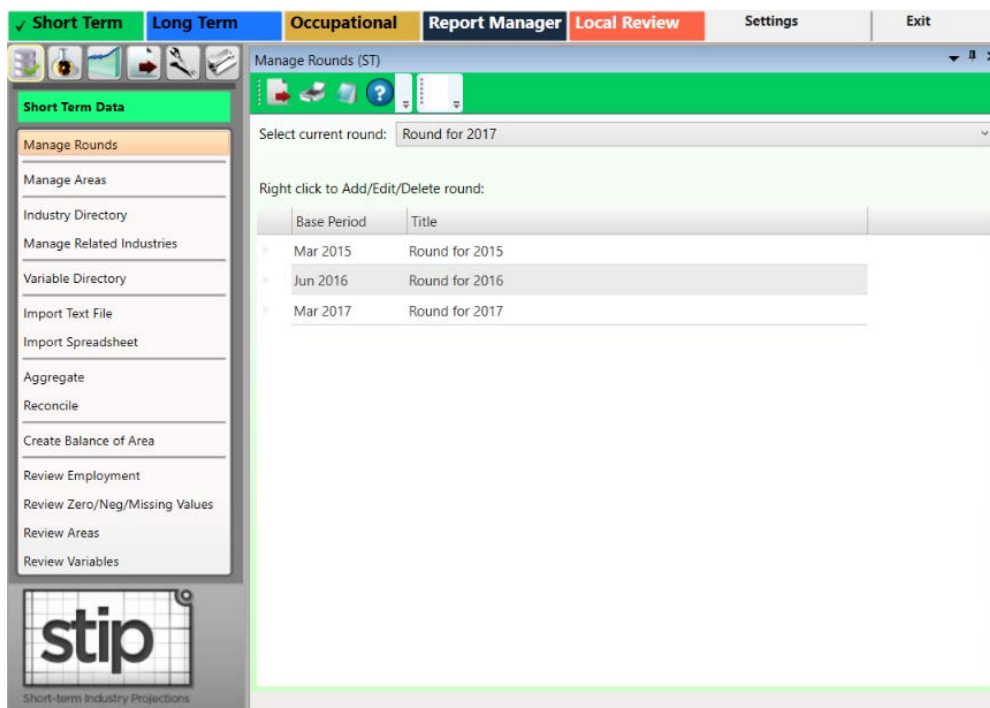 ✓ Short Term Long Term Occupational Report Manager Local Review Settings Exit
Manage Rounds (ST)
Short Term Data
Manage Rounds
Manage Areas
Industry Directory
Manage Related Industries
Variable Directory
Import Text File
Import Spreadsheet
Aggregate
Reconcile
Create Balance of Area
Review Employment
Review Zero/Neg/Missing Values
Review Areas
Review Variables
stip
Short-term Industry Projections
Select current round: Round for 2017
Right click to Add/Edit/Delete round:
Base Period Title
Mar 2015 Round for 2015
Jun 2016 Round for 2016
Mar 2017 Round for 2017